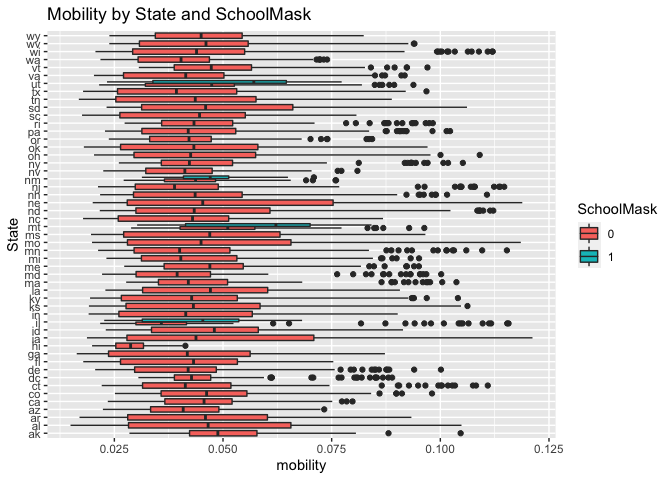 Mobility by State and SchoolMask
wy
wv
wi
wa
vt
va
ut
tx
tn
sd
sc
ri
pa
or
ok
oh
ny
nv
nm
nj
nh
ne
nd
nc
mt
ms
mo
mn
mi
me
md
ma
la
ky
ks
in
il
id
ia
hi
ga
fl
de
dc
ct
co
ca
az
ar
al
ak
State
0.025 0.050 0.075 0.100 0.125
mobility
SchoolMask
0
1